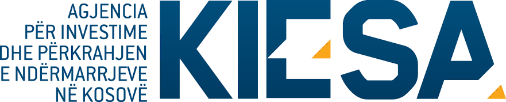 AGJENCIA
PËR INVESTIME
DHE PËRKRAHJEN
E NDËRMARRJEVE
NË KOSOVË
KIESA